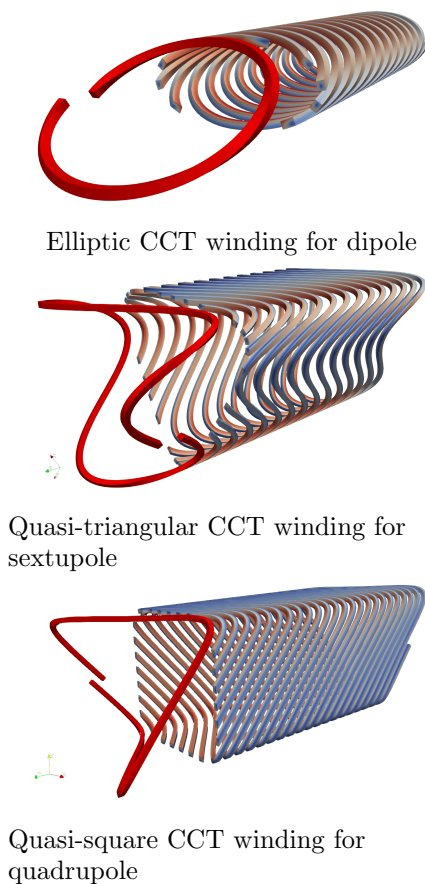 Elliptic CCT winding for dipole
Quasi-triangular CCT winding for
sextupole
Quasi-square CCT winding for
quadrupole